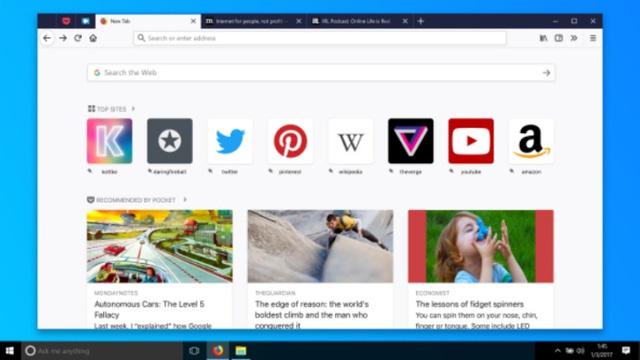 New Tab
Internet for people, not profit
IRL Podcast: Online Life is Real
Search or enter address
Search the Web
TOP SITES
K
kottke
daringfireball
twitter
pinterest
W
wikipedia
theverge
youtube
a
amazon
RECOMMENDED BY POCKET
MONDAYNOTES
Autonomous Cars: The Level 5
Fallacy
Last week, I "explained" how Google
THEGUARDIAN
The edge of reason: the world's
boldest climb and the man who
conquered it
ECONOMIST
The lessons of fidget spinners
You can spin them on your nose, chin,
finger or tongue. Some include LED
Ask me anything
1:45
1/3/2017